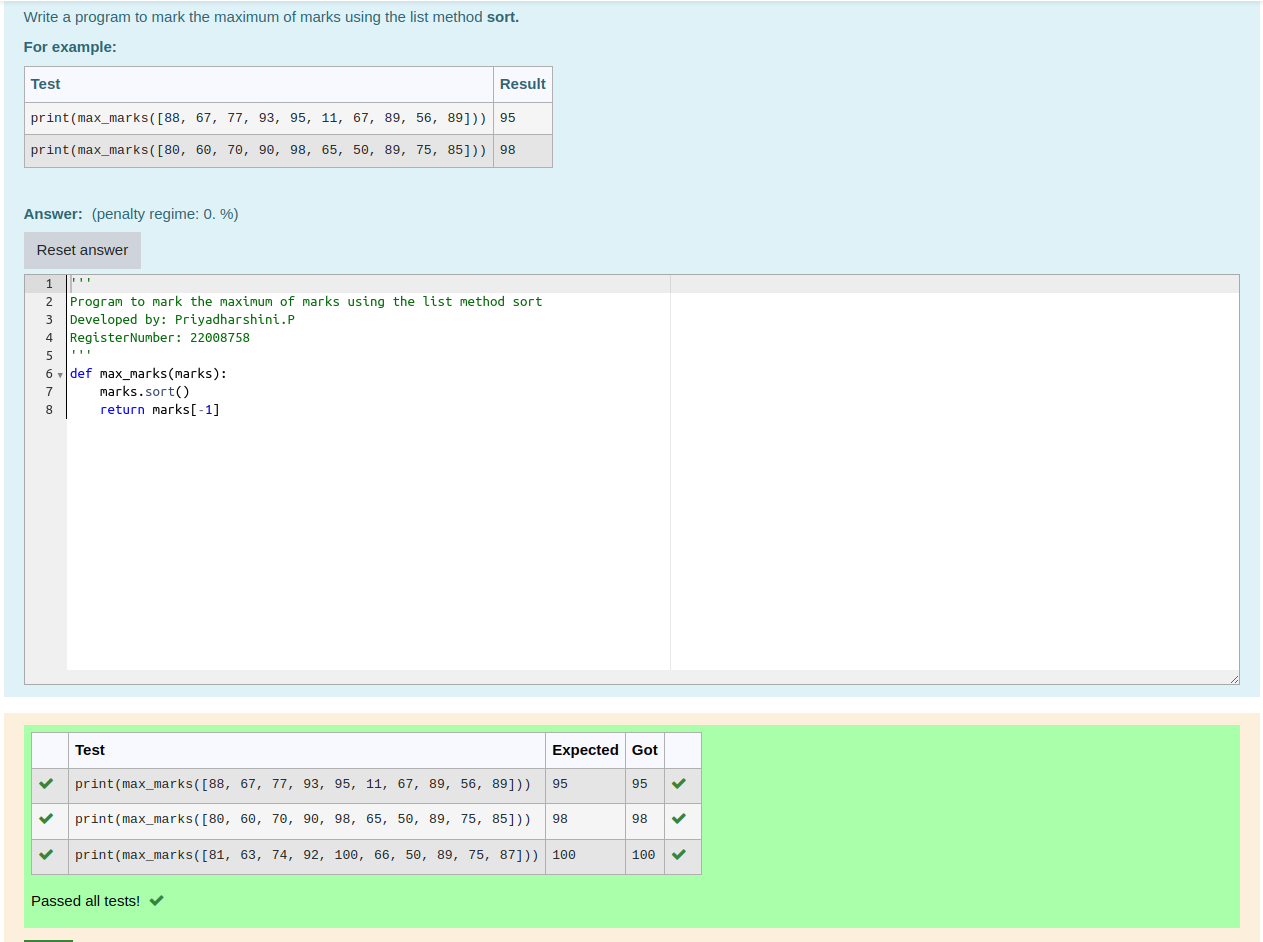 Write a program to mark the maximum of marks using the list method sort.
For example:
Test Result
print(max_marks([88, 67, 77, 93, 95, 11, 67, 89, 56, 89])) 95
print(max_marks([80, 60, 70, 90, 98, 65, 50, 89, 75, 85])) 98
Answer: (penalty regime: 0. %)
Reset answer
1 '''
2 Program to mark the maximum of marks using the list method sort
3 Developed by: Priyadharshini.P
4 RegisterNumber: 22008758
5 '''
6 def max_marks(marks):
7     marks.sort()
8     return marks[-1]
Test Expected Got
print(max_marks([88, 67, 77, 93, 95, 11, 67, 89, 56, 89])) 95 95
print(max_marks([80, 60, 70, 90, 98, 65, 50, 89, 75, 85])) 98 98
print(max_marks([81, 63, 74, 92, 100, 66, 50, 89, 75, 87])) 100 100
Passed all tests!